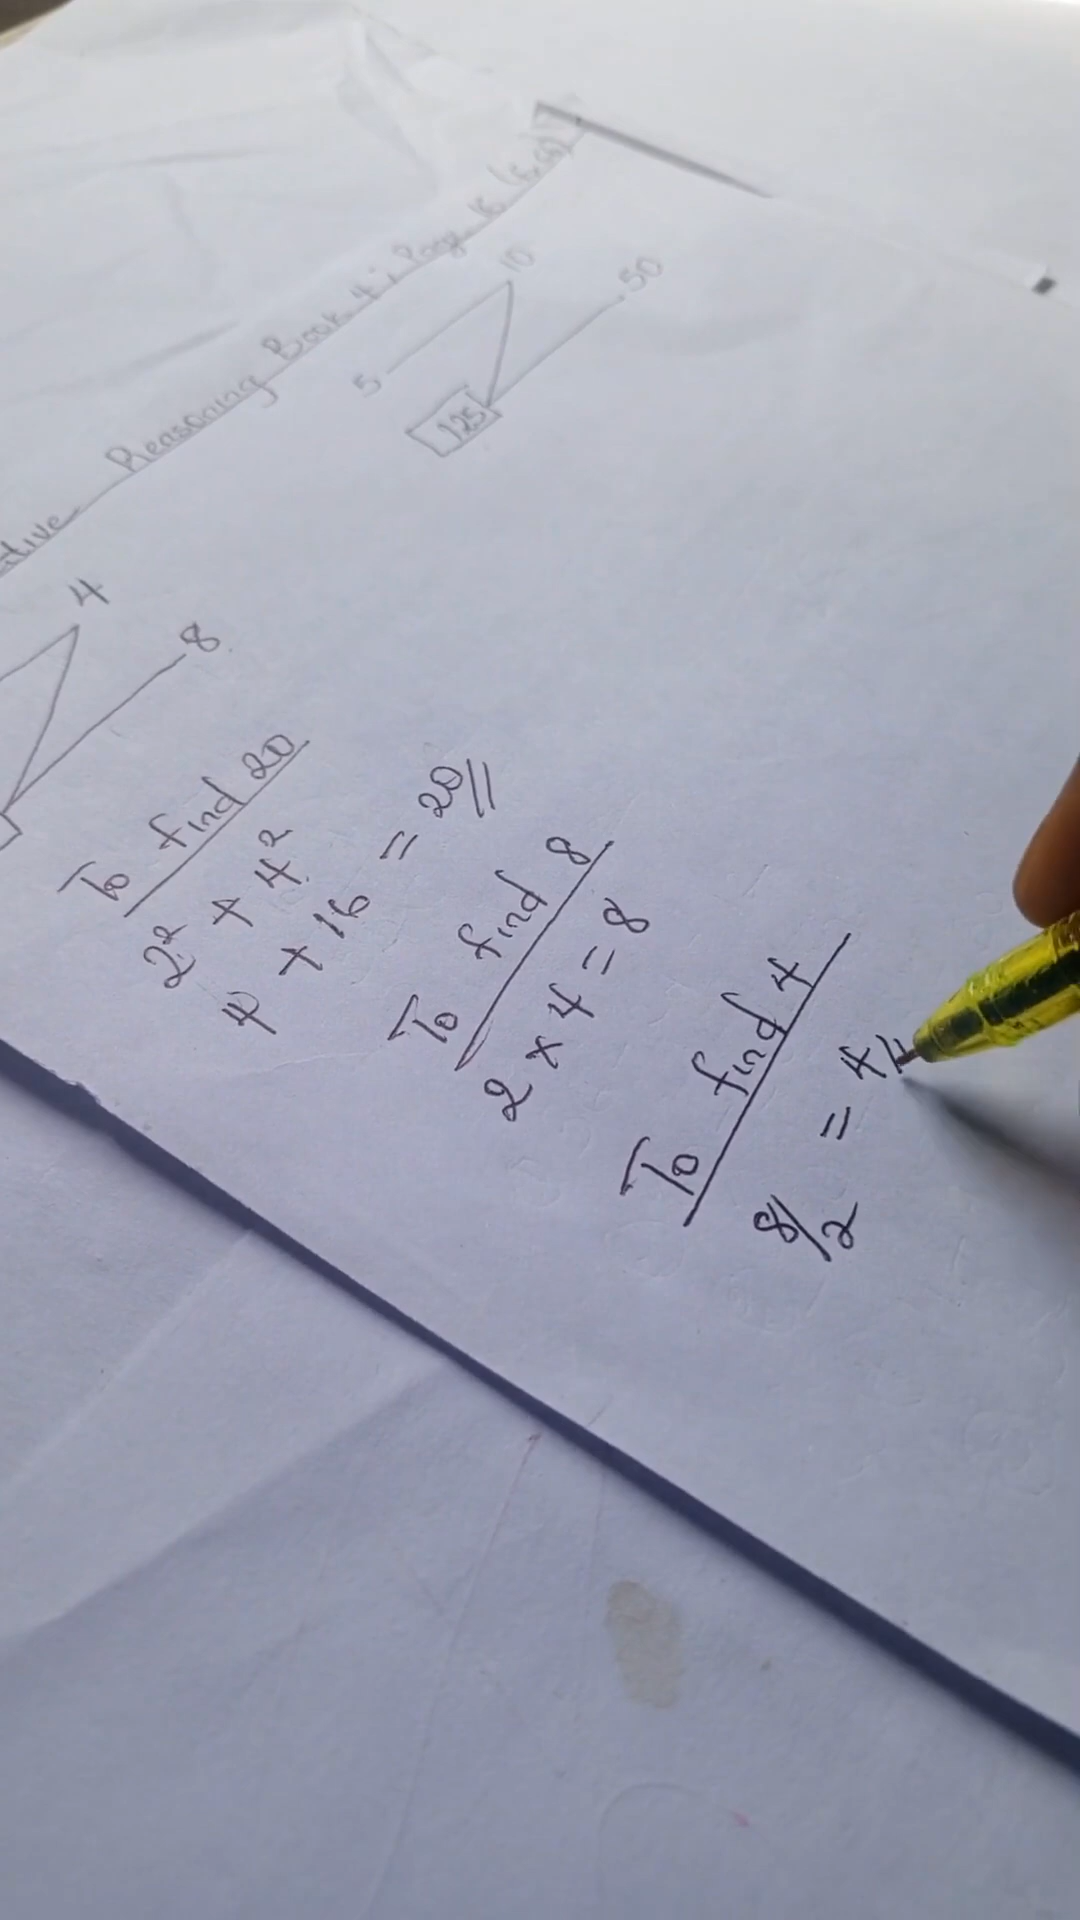 Reasoning Book 4; Page 16
5 10
125 50
4
8
To find 20
2² + 4²
4 + 16 = 20
To find 8
2 × 4 = 8
To find 4
8/2 = 4